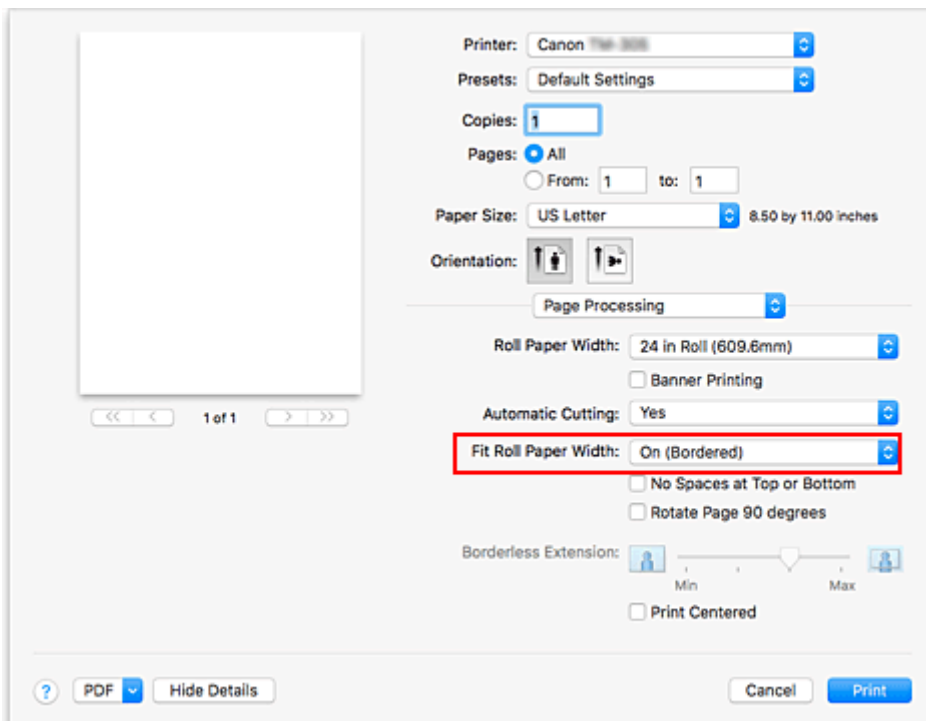 Printer: Canon
Presets: Default Settings
Copies: 1
Pages: All
From: 1 to: 1
Paper Size: US Letter 8.50 by 11.00 inches
Orientation:
Page Processing
Roll Paper Width: 24 in Roll (609.6mm)
Banner Printing
<< < 1 of 1 > >>
Automatic Cutting: Yes
Fit Roll Paper Width: On (Bordered)
No Spaces at Top or Bottom
Rotate Page 90 degrees
Borderless Extension:
Min Max
Print Centered
? PDF Hide Details Cancel Print